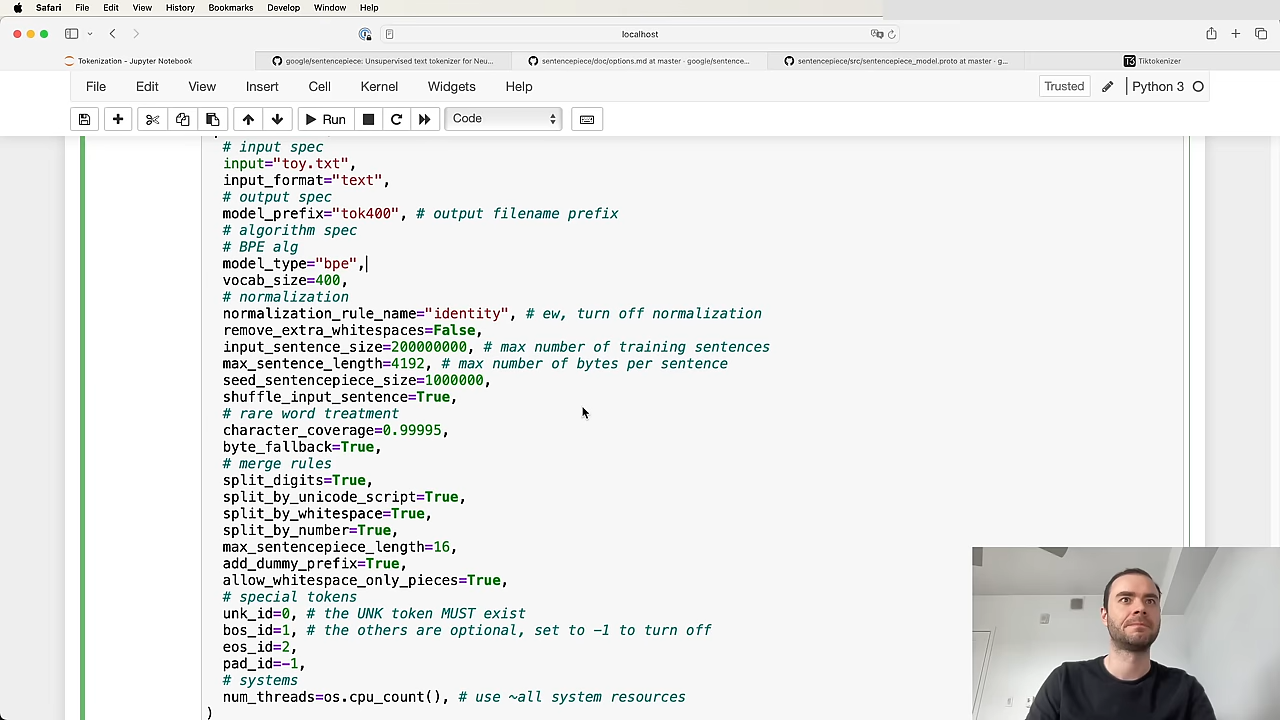 Safari File Edit View History Bookmarks Develop Window Help
localhost
Tokenization - Jupyter Notebook
google/sentencepiece: Unsupervised text tokenizer for Neu...
sentencepiece/doc/options.md at master · google/sentence...
sentencepiece/src/sentencepiece_model.proto at master · g...
Tiktokenizer
File Edit View Insert Cell Kernel Widgets Help
Trusted Python 3
Run Code
# input spec
input="toy.txt",
input_format="text",
# output spec
model_prefix="tok400", # output filename prefix
# algorithm spec
# BPE alg
model_type="bpe",
vocab_size=400,
# normalization
normalization_rule_name="identity", # ew, turn off normalization
remove_extra_whitespaces=False,
input_sentence_size=200000000, # max number of training sentences
max_sentence_length=4192, # max number of bytes per sentence
seed_sentencepiece_size=1000000,
shuffle_input_sentence=True,
# rare word treatment
character_coverage=0.99995,
byte_fallback=True,
# merge rules
split_digits=True,
split_by_unicode_script=True,
split_by_whitespace=True,
split_by_number=True,
max_sentencepiece_length=16,
add_dummy_prefix=True,
allow_whitespace_only_pieces=True,
# special tokens
unk_id=0, # the UNK token MUST exist
bos_id=1, # the others are optional, set to -1 to turn off
eos_id=2,
pad_id=-1,
# systems
num_threads=os.cpu_count(), # use ~all system resources
)